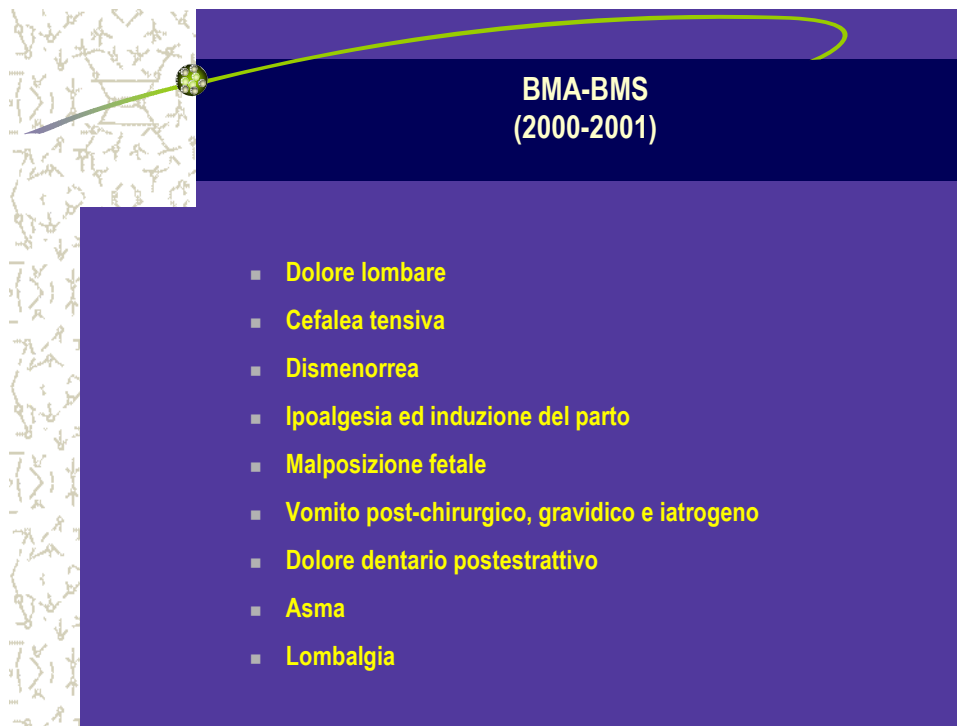 BMA-BMS
(2000-2001)
Dolore lombare
Cefalea tensiva
Dismenorrea
Ipoalgesia ed induzione del parto
Malposizione fetale
Vomito post-chirurgico, gravidico e iatrogeno
Dolore dentario postestrattivo
Asma
Lombalgia